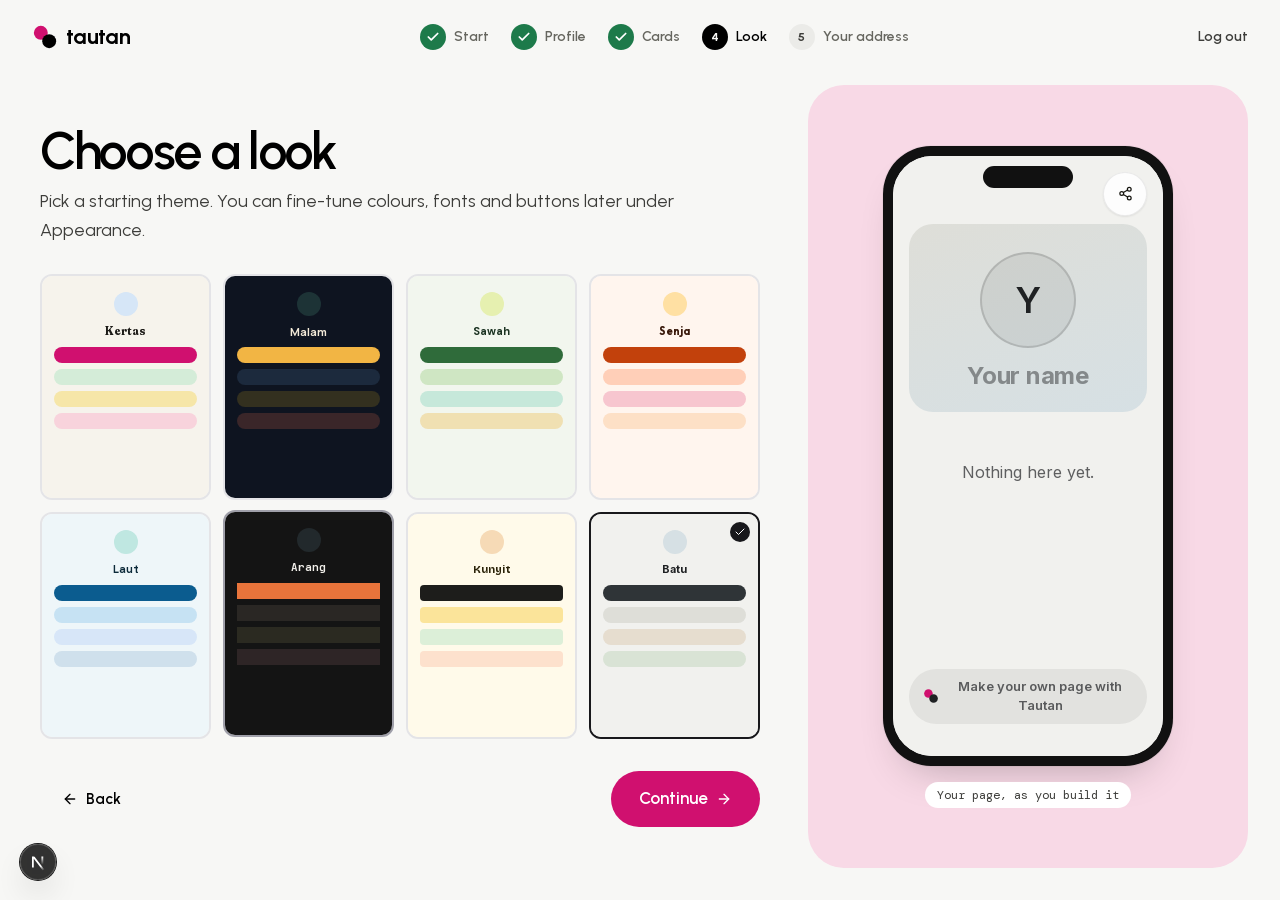 tautan
Start
Profile
Cards
4 Look
5 Your address
Log out
Choose a look
Pick a starting theme. You can fine-tune colours, fonts and buttons later under
Appearance.
Kertas
Malam
Sawah
Senja
Laut
Arang
Kunyit
Batu
Back
Continue
N
Y
Your name
Nothing here yet.
Make your own page with
Tautan
Your page, as you build it